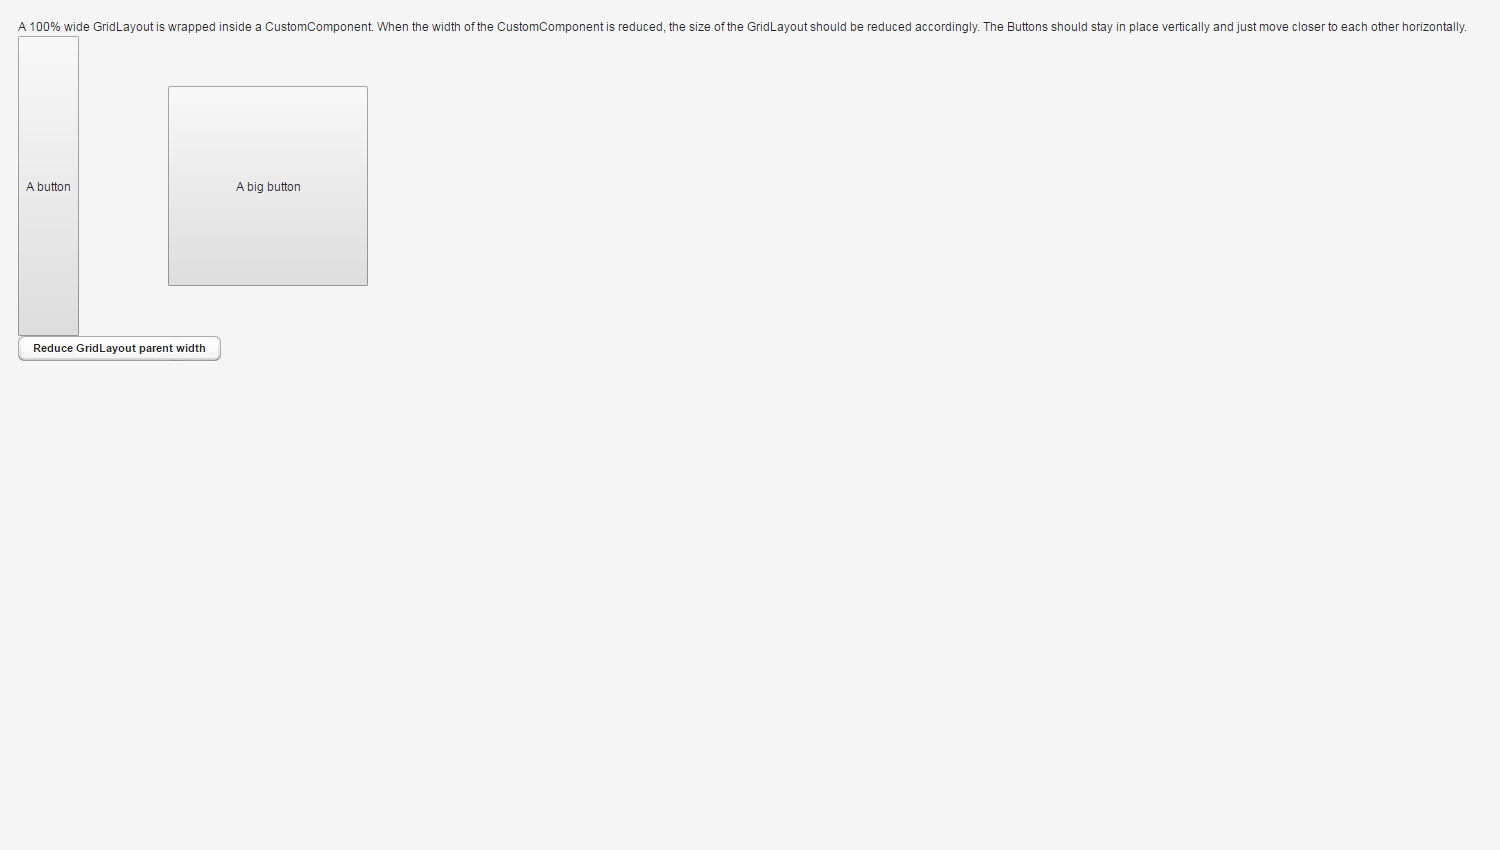 A 100% wide GridLayout is wrapped inside a CustomComponent. When the width of the CustomComponent is reduced, the size of the GridLayout should be reduced accordingly. The Buttons should stay in place vertically and just move closer to each other horizontally.
A button
A big button
Reduce GridLayout parent width